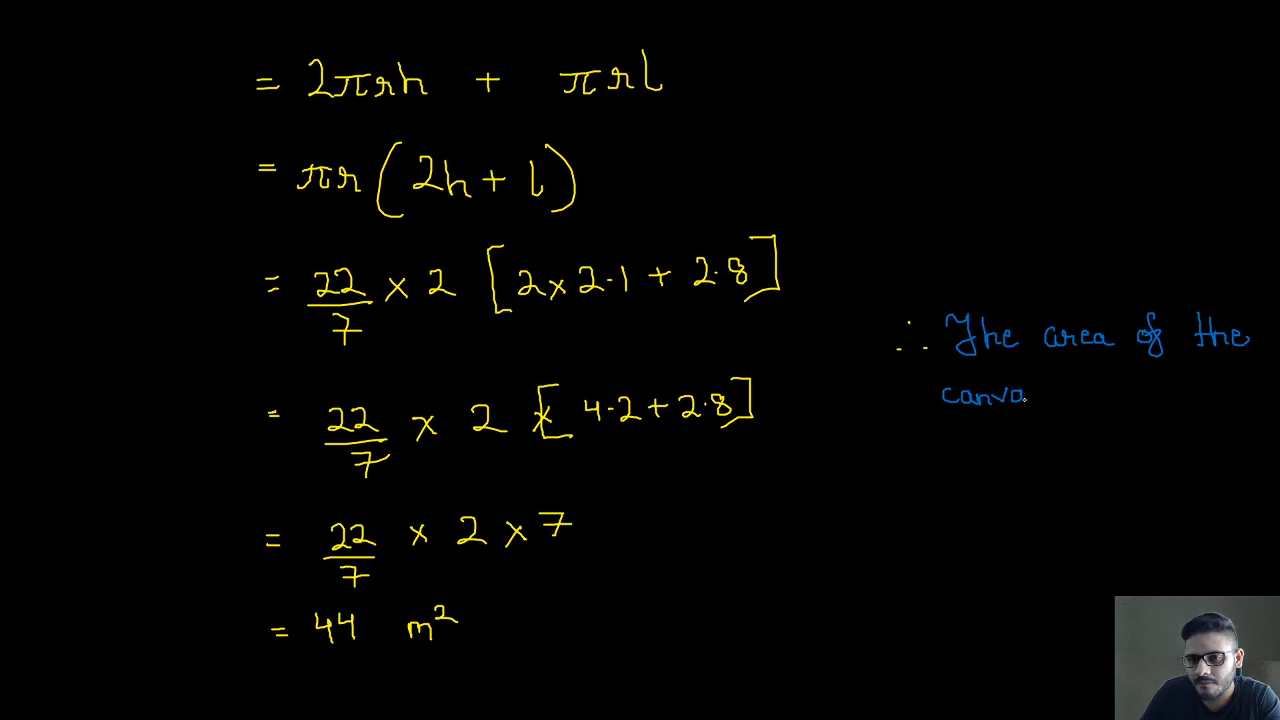 = 2πrh + πrl
= πr(2h + l)
= 22/7 × 2 [2 × 2·1 + 2·8]
= 22/7 × 2 × [4·2 + 2·8]
= 22/7 × 2 × 7
= 44 m²
∴ The area of the
canva